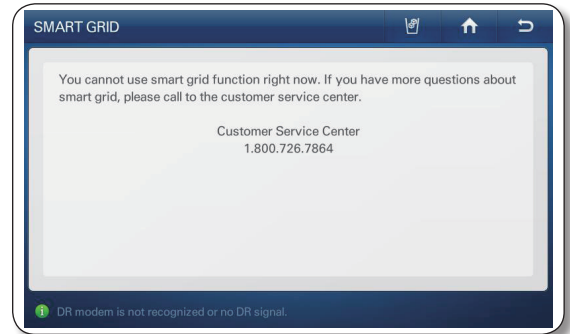 SMART GRID
You cannot use smart grid function right now. If you have more questions about
smart grid, please call to the customer service center.
Customer Service Center
1.800.726.7864
DR modem is not recognized or no DR signal.